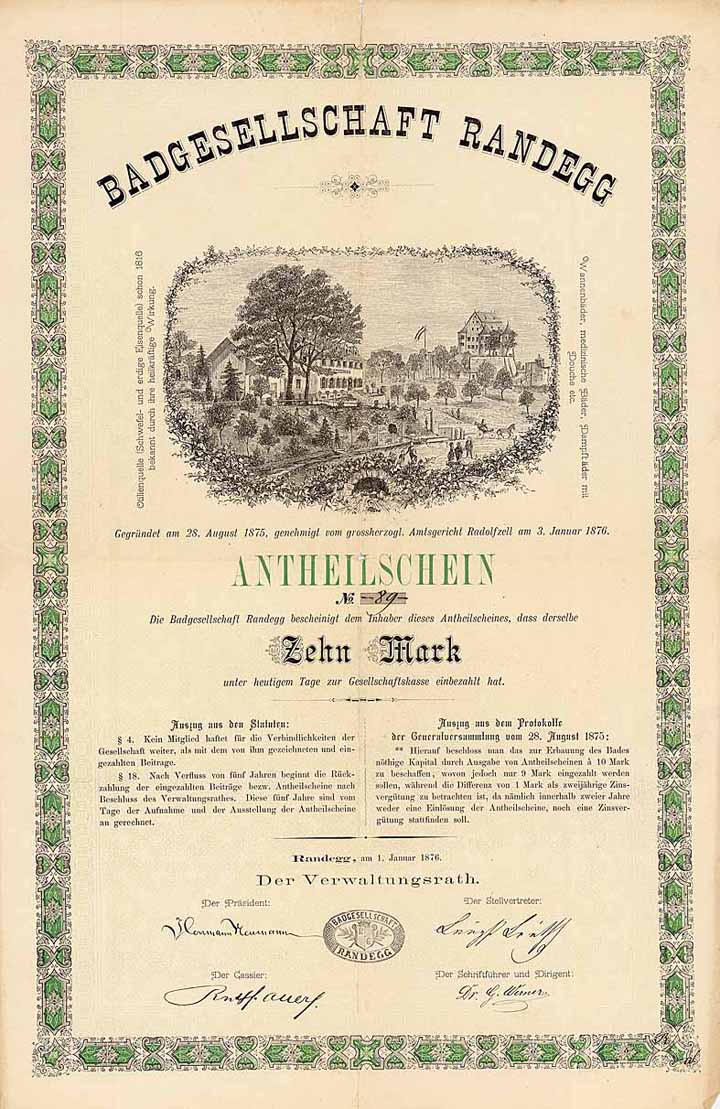 BADGESELLSCHAFT RANDEGG
Ottilienquelle (Schwefel- und erdige Eisenquelle) schon 1816
bekannt durch ihre heilkräftige Wirkung.
Wannenbäder, medizinische Bäder, Dampfbäder mit
Douche etc.
Gegründet am 28. August 1875, genehmigt vom grossherzogl. Amtsgericht Radolfzell am 3. Januar 1876.
ANTHEILSCHEIN
No. -89-
Die Badgesellschaft Randegg bescheinigt dem Inhaber dieses Antheilscheines, dass derselbe
Zehn Mark
unter heutigem Tage zur Gesellschaftskasse einbezahlt hat.
Auszug aus den Statuten:
§ 4. Kein Mitglied haftet für die Verbindlichkeiten der
Gesellschaft weiter, als mit dem von ihm gezeichneten und ein-
gezahlten Beitrage.
§ 18. Nach Verfluss von fünf Jahren beginnt die Rück-
zahlung der eingezahlten Beiträge bezw. Antheilscheine nach
Beschluss des Verwaltungsrathes. Diese fünf Jahre sind vom
Tage der Aufnahme und der Ausstellung der Antheilscheine
an gerechnet.
Auszug aus dem Protokolle
der Generalversammlung vom 28. August 1875:
** Hierauf beschloss man das zur Erbauung des Bades
nöthige Kapital durch Ausgabe von Antheilscheinen à 10 Mark
zu beschaffen, wovon jedoch nur 9 Mark eingezahlt werden
sollen, während die Differenz von 1 Mark als zweijährige Zins-
vergütung zu betrachten ist, da nämlich innerhalb zweier Jahre
weder eine Einlösung der Antheilscheine, noch eine Zinsver-
gütung stattfinden soll.
Randegg, am 1. Januar 1876.
Der Verwaltungsrath.
Der Präsident:
Der Stellvertreter:
Hermann Neumann
BADGESELLSCHAFT
RANDEGG
Der Cassier:
Der Schriftführer und Dirigent:
Dr. G. Werner